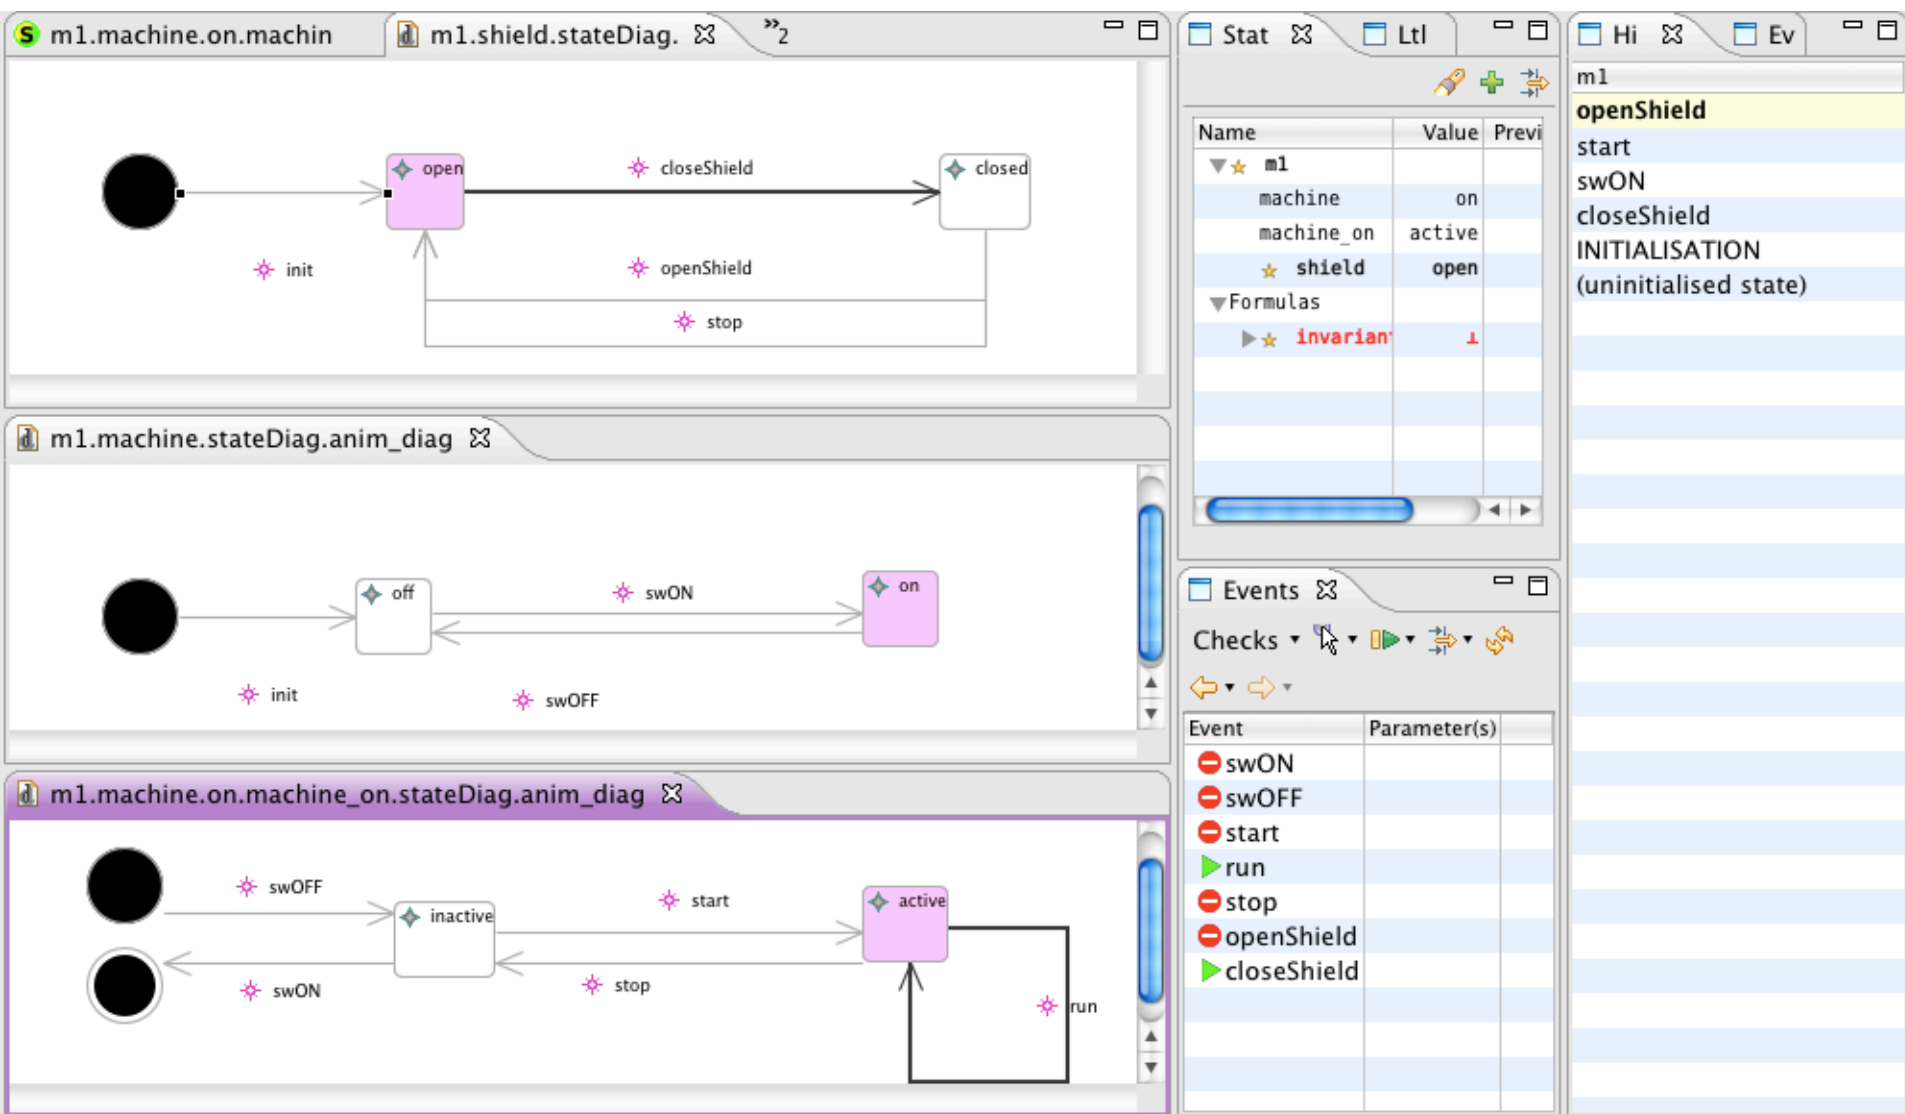 m1.machine.on.machin
m1.shield.stateDiag.
»2
closeShield
open
closed
openShield
init
stop
m1.machine.stateDiag.anim_diag
off
swON
on
init
swOFF
m1.machine.on.machine_on.stateDiag.anim_diag
swOFF
start
active
inactive
stop
swON
run
Stat
Ltl
Name Value Previ
m1
machine on
machine_on active
shield open
Formulas
invarian ⊥
Events
Checks
Event Parameter(s)
swON
swOFF
start
run
stop
openShield
closeShield
Hi
Ev
m1
openShield
start
swON
closeShield
INITIALISATION
(uninitialised state)